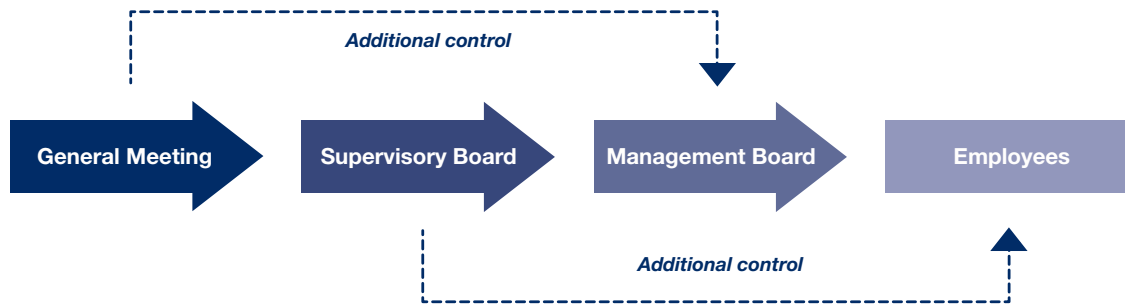 Additional control
General Meeting
Supervisory Board
Management Board
Employees
Additional control